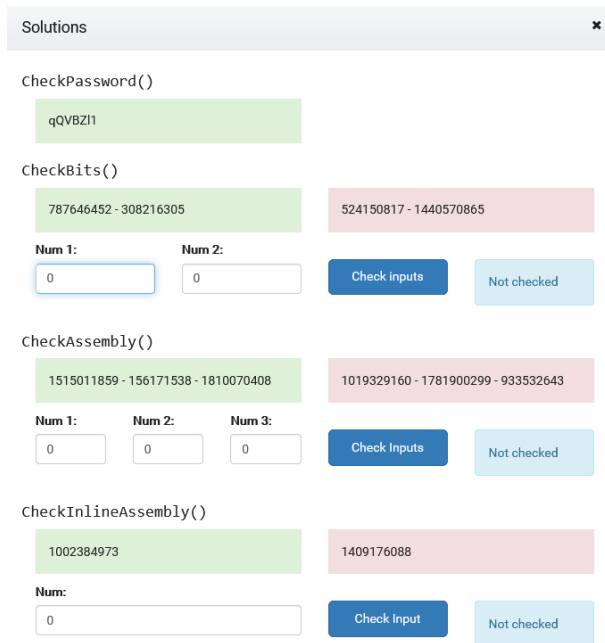 Solutions ×
CheckPassword()
qQVBZl1
CheckBits()
787646452 - 308216305 524150817 - 1440570865
Num 1: Num 2:
0 0 Check inputs Not checked
CheckAssembly()
1515011859 - 156171538 - 1810070408 1019329160 - 1781900299 - 933532643
Num 1: Num 2: Num 3:
0 0 0 Check Inputs Not checked
CheckInlineAssembly()
1002384973 1409176088
Num:
0 Check Input Not checked